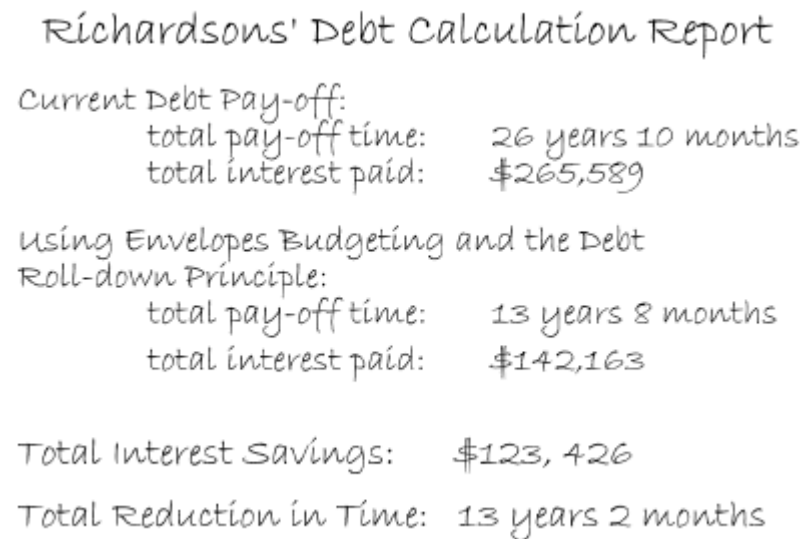 Richardsons' Debt Calculation Report
Current Debt Pay-off:
total pay-off time: 26 years 10 months
total interest paid: $265,589
Using Envelopes Budgeting and the Debt
Roll-down Principle:
total pay-off time: 13 years 8 months
total interest paid: $142,163
Total Interest Savings: $123, 426
Total Reduction in Time: 13 years 2 months